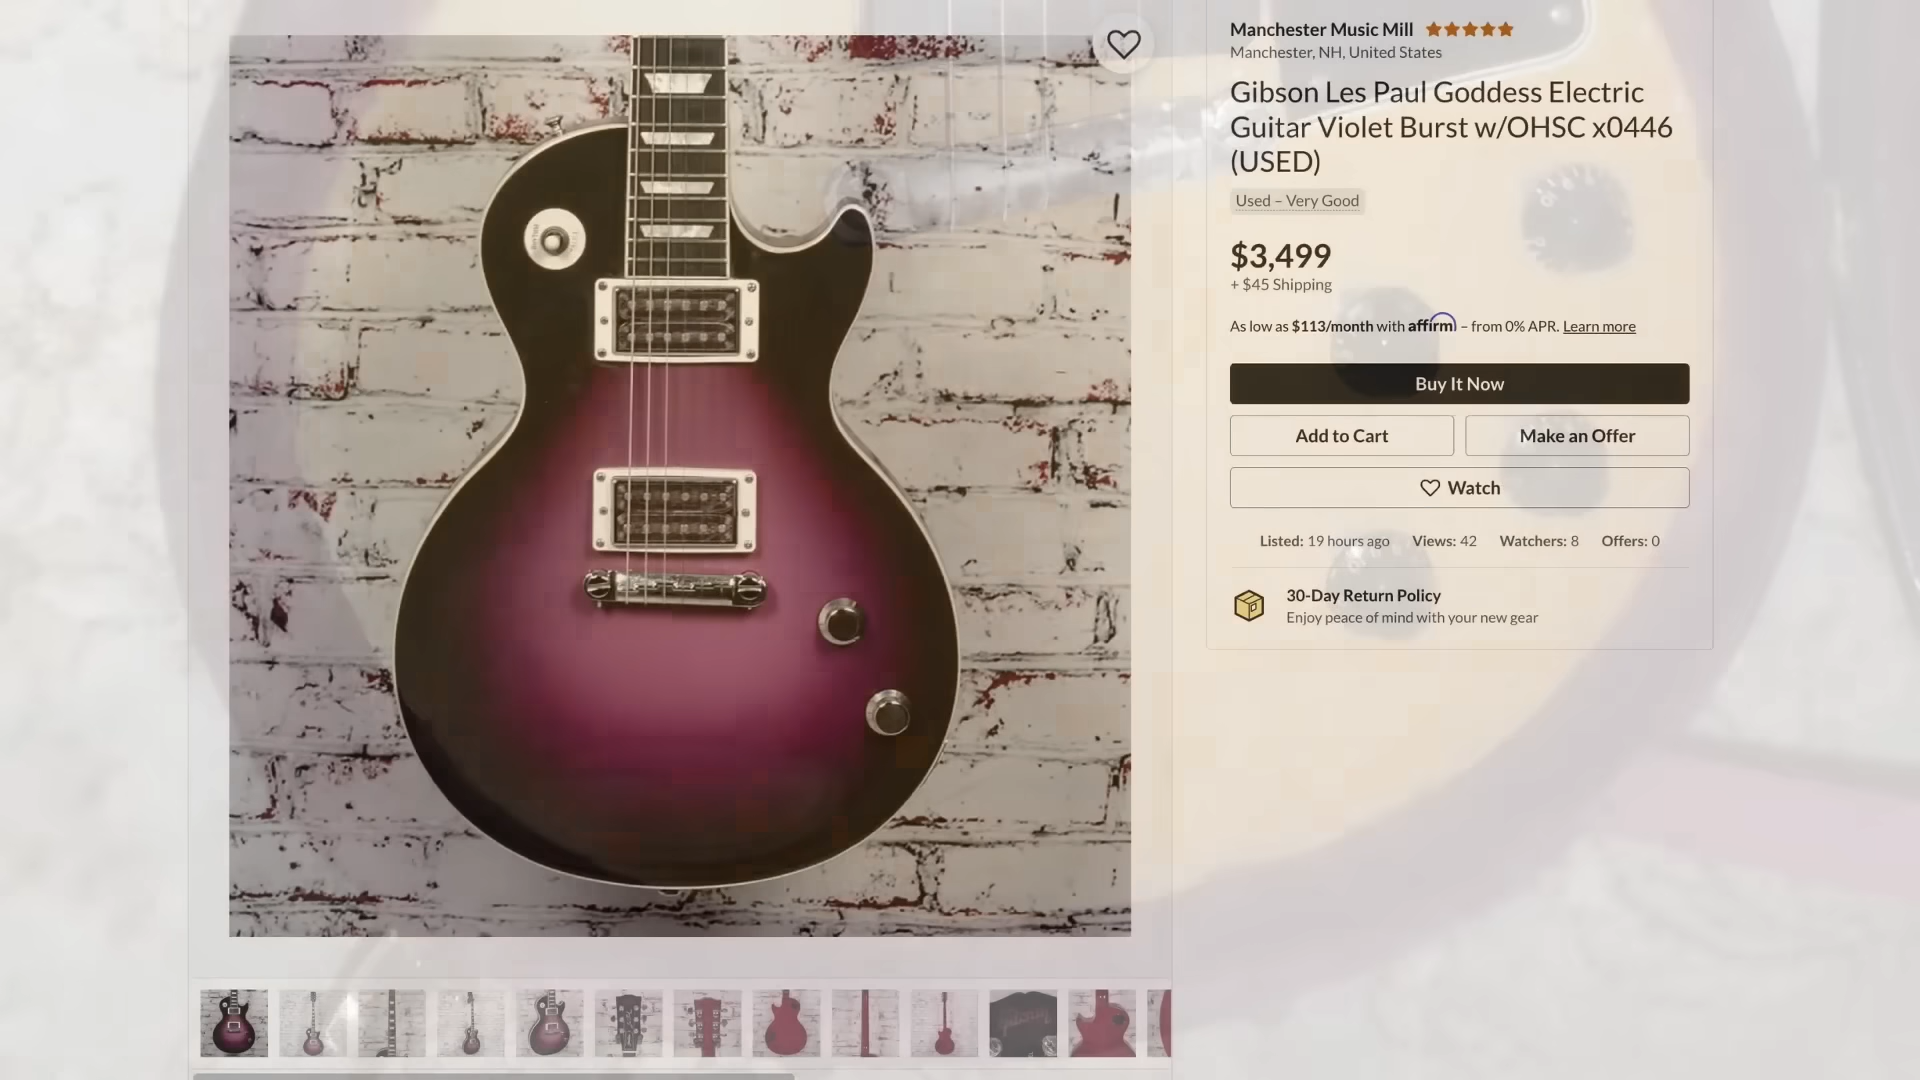 Manchester Music Mill
Manchester, NH, United States
Gibson Les Paul Goddess Electric
Guitar Violet Burst w/OHSC x0446
(USED)
Used – Very Good
$3,499
+ $45 Shipping
As low as $113/month with affirm – from 0% APR. Learn more
Buy It Now
Add to Cart
Make an Offer
Watch
Listed: 19 hours ago Views: 42 Watchers: 8 Offers: 0
30-Day Return Policy
Enjoy peace of mind with your new gear